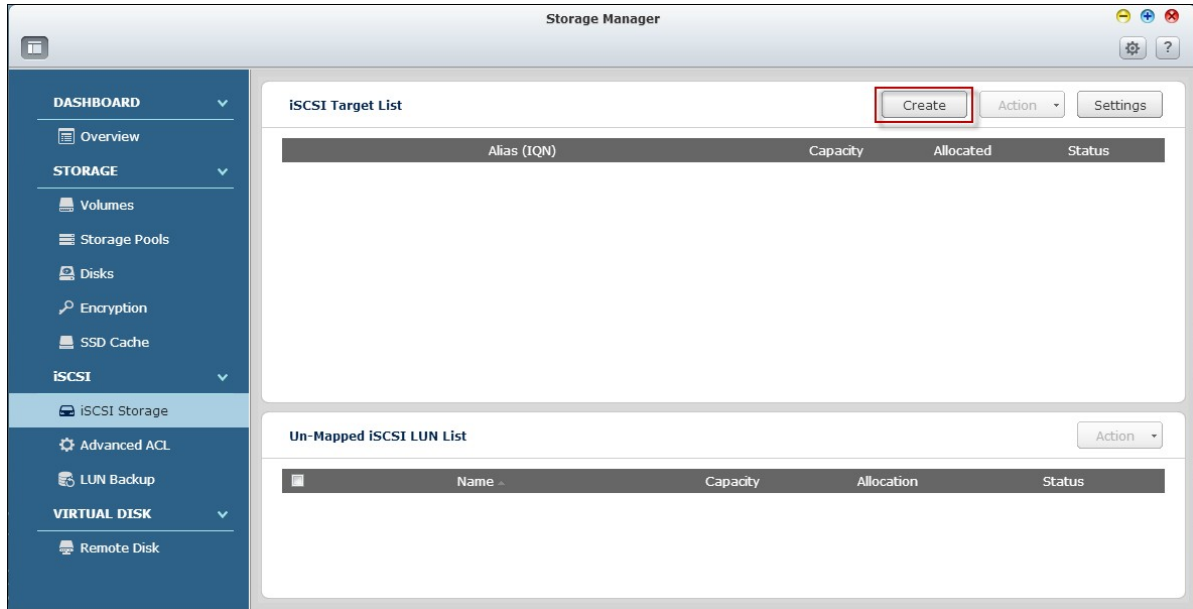 Storage Manager
?
DASHBOARD
Overview
STORAGE
Volumes
Storage Pools
Disks
Encryption
SSD Cache
iSCSI
iSCSI Storage
Advanced ACL
LUN Backup
VIRTUAL DISK
Remote Disk
iSCSI Target List
Create
Action
Settings
Alias (IQN) Capacity Allocated Status
Un-Mapped iSCSI LUN List
Action
Name Capacity Allocation Status